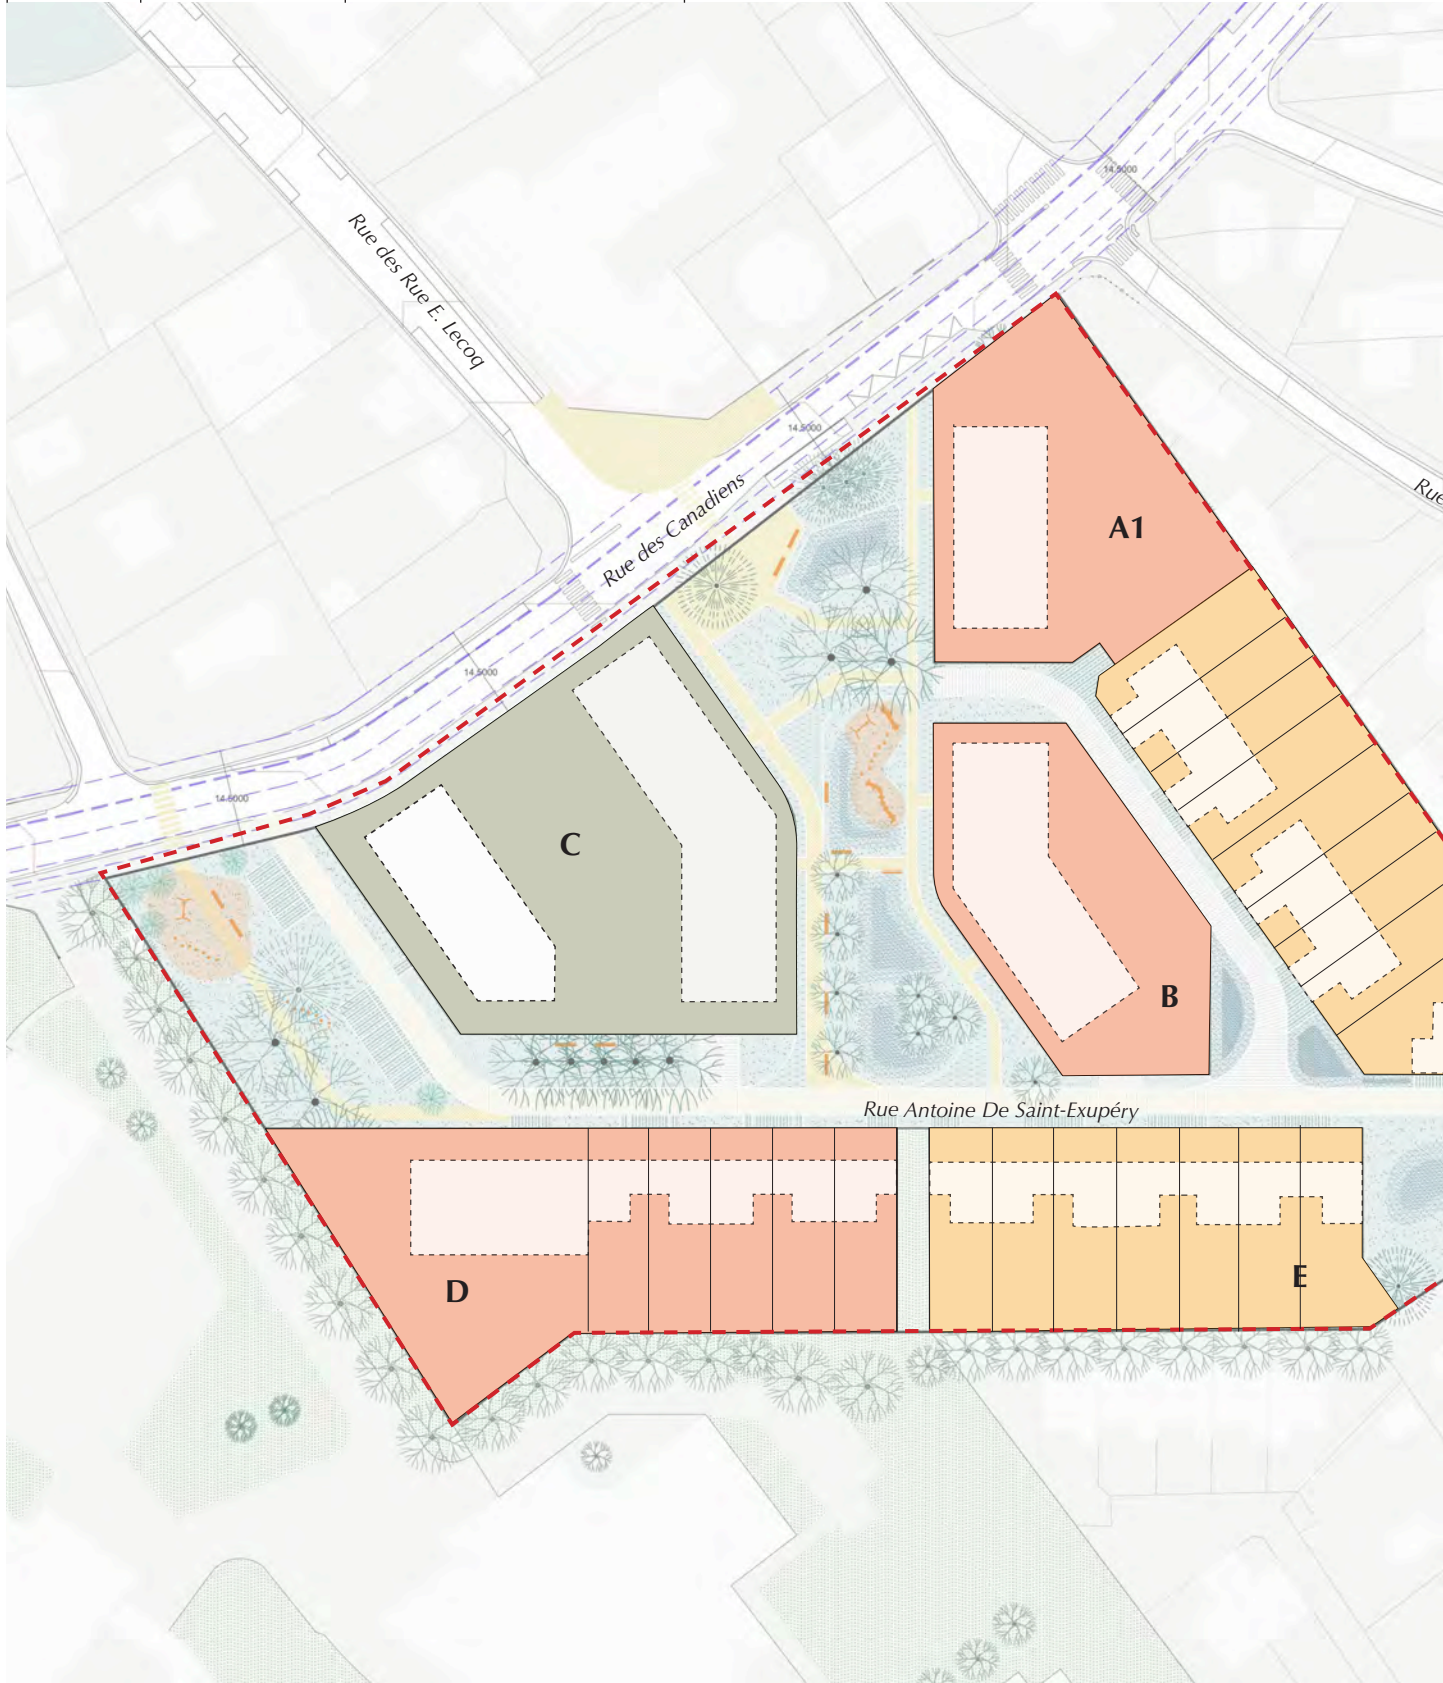 14.5000
Rue des Rue E. Lecoq
14.5000
Rue des Canadiens
Rue
A1
14.5000
14.5000
C
B
Rue Antoine De Saint-Exupéry
D
E